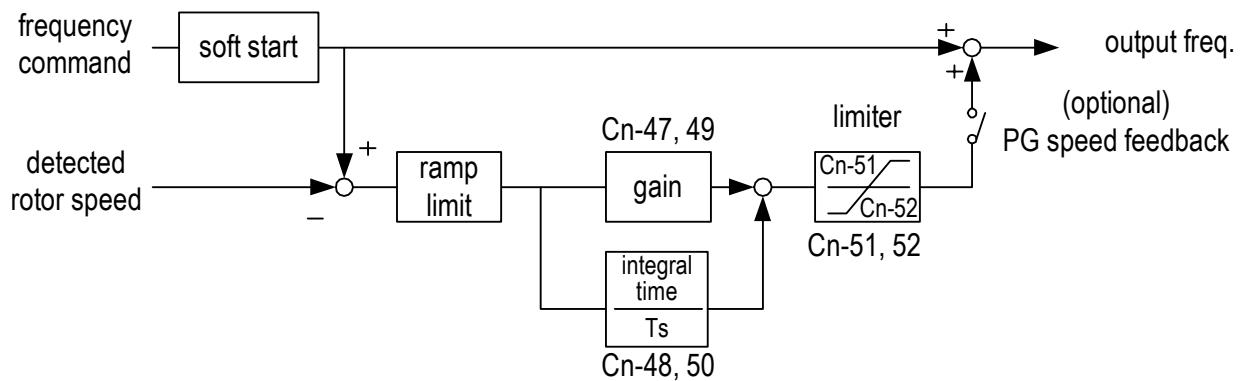 frequency
command
soft start
+
+
output freq.
(optional)
PG speed feedback
detected
rotor speed
+
−
ramp
limit
Cn-47, 49
gain
limiter
Cn-51
Cn-52
Cn-51, 52
integral
time
Ts
Cn-48, 50